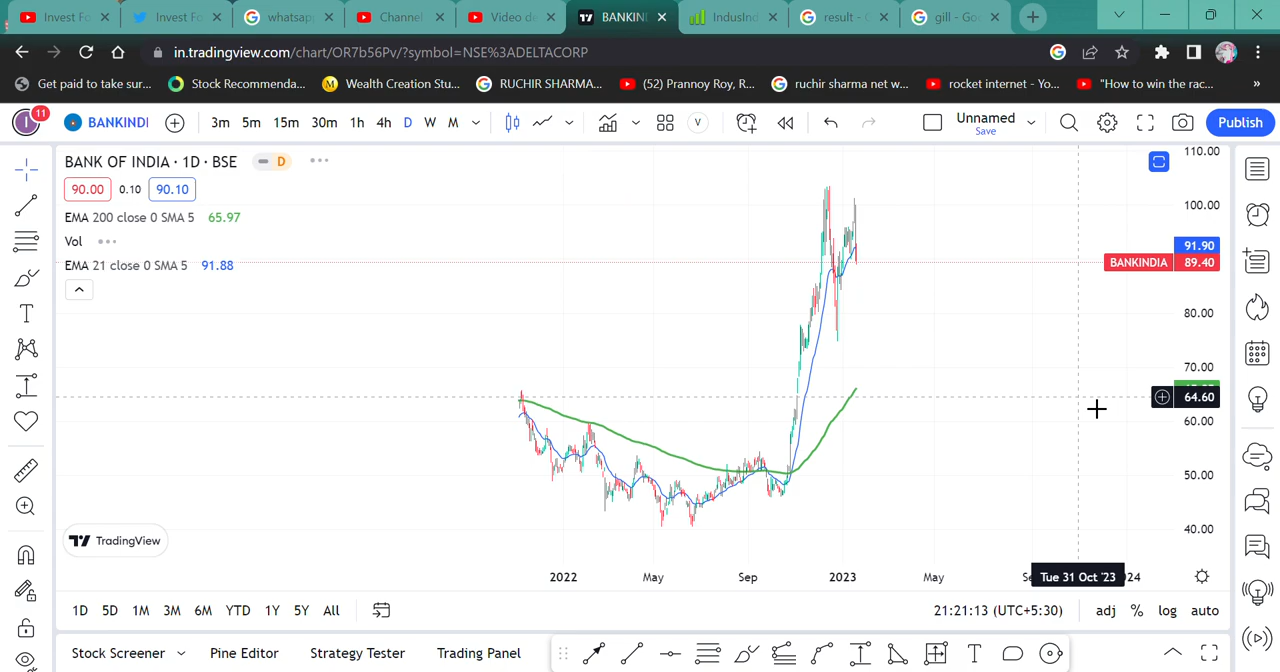 Invest Fo
Invest Fo
whatsapp
Channel
Video de
BANKIN
IndusInd
result - G
gill - Goo
in.tradingview.com/chart/OR7b56Pv/?symbol=NSE%3ADELTACORP
Get paid to take sur... Stock Recommenda... Wealth Creation Stu... RUCHIR SHARMA... (52) Prannoy Roy, R... ruchir sharma net w... rocket internet - Yo... "How to win the rac... »
I 11 BANKINDI 3m 5m 15m 30m 1h 4h D W M V Unnamed Save Publish
BANK OF INDIA · 1D · BSE D
90.00 0.10 90.10
EMA 200 close 0 SMA 5 65.97
Vol
EMA 21 close 0 SMA 5 91.88
110.00
100.00
91.90
BANKINDIA 89.40
80.00
70.00
64.60
60.00
50.00
40.00
TradingView
2022 May Sep 2023 May Tue 31 Oct '23 24
1D 5D 1M 3M 6M YTD 1Y 5Y All 21:21:13 (UTC+5:30) adj % log auto
Stock Screener Pine Editor Strategy Tester Trading Panel